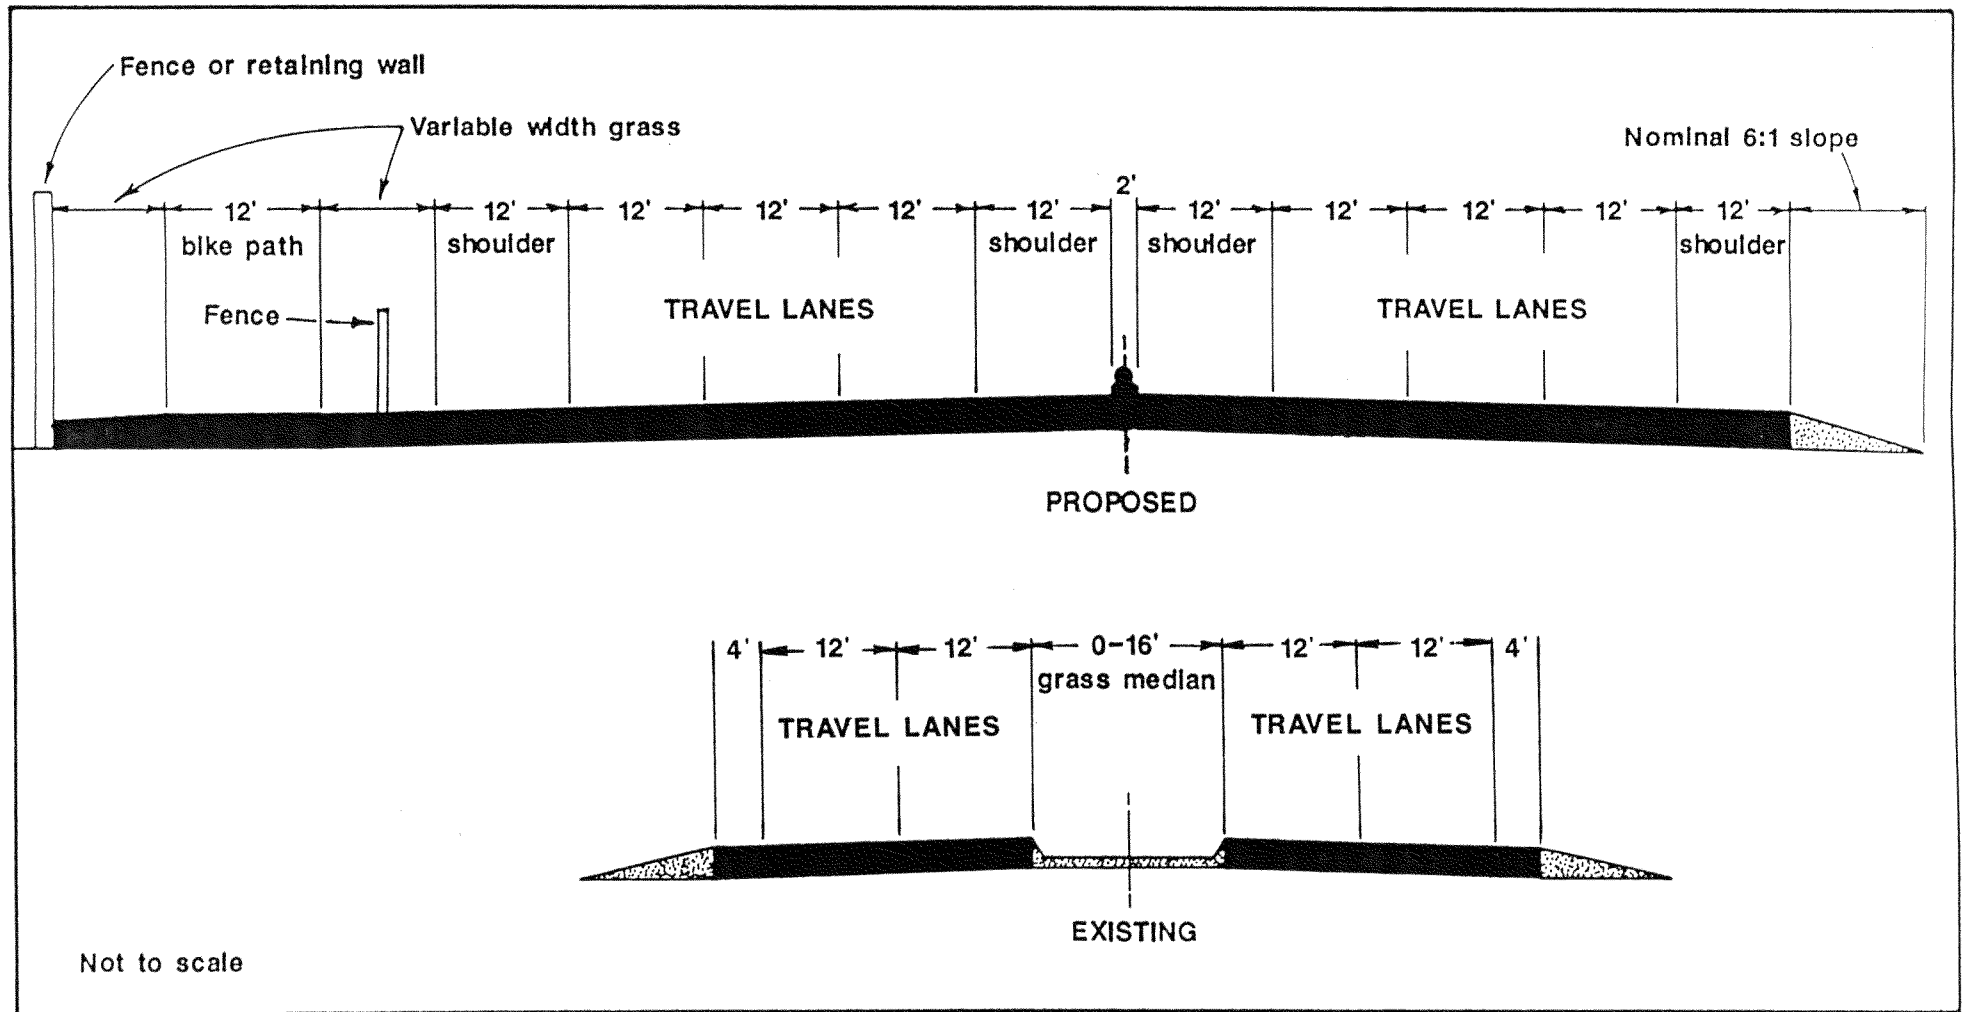 Fence or retaining wall
Variable width grass
Nominal 6:1 slope
2'
12' 12' 12' 12' 12' 12' 12' 12' 12' 12' 12'
bike path shoulder shoulder shoulder shoulder
Fence
TRAVEL LANES TRAVEL LANES
PROPOSED
4' 12' 12' 0-16' 12' 12' 4'
grass median
TRAVEL LANES TRAVEL LANES
EXISTING
Not to scale